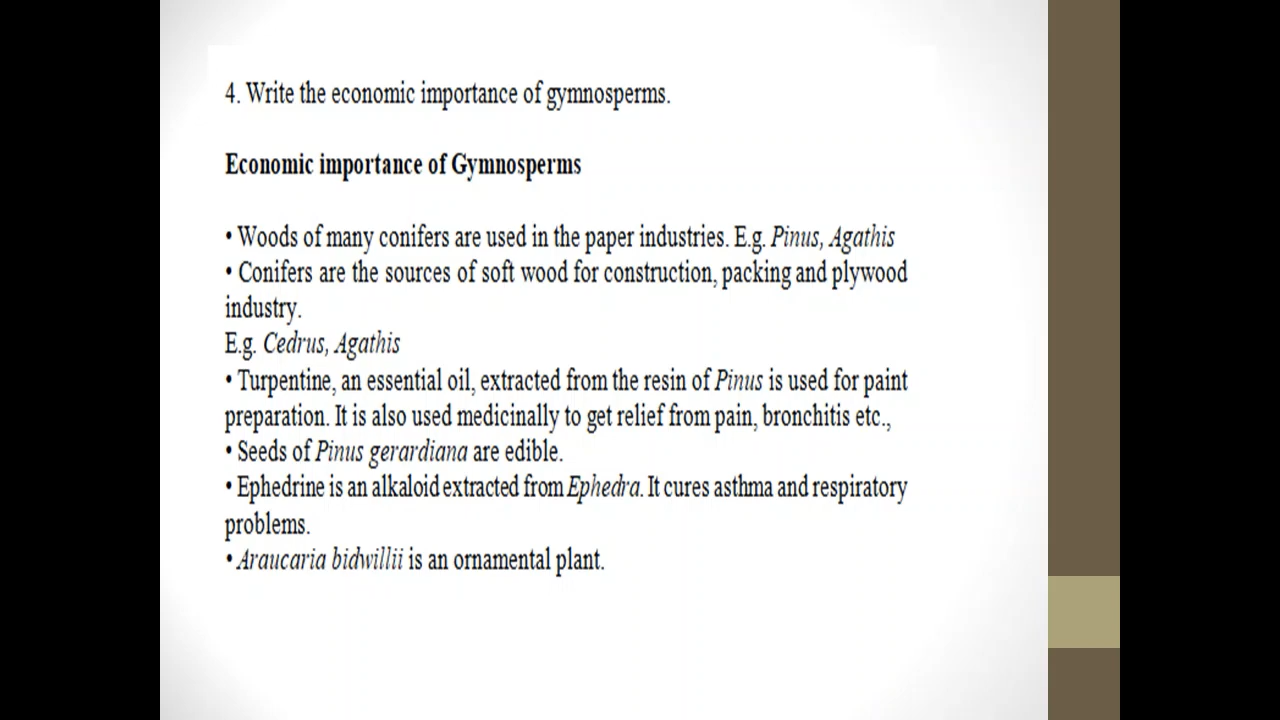 4. Write the economic importance of gymnosperms.
Economic importance of Gymnosperms
• Woods of many conifers are used in the paper industries. E.g. Pinus, Agathis
• Conifers are the sources of soft wood for construction, packing and plywood
industry.
E.g. Cedrus, Agathis
• Turpentine, an essential oil, extracted from the resin of Pinus is used for paint
preparation. It is also used medicinally to get relief from pain, bronchitis etc.,
• Seeds of Pinus gerardiana are edible.
• Ephedrine is an alkaloid extracted from Ephedra. It cures asthma and respiratory
problems.
• Araucaria bidwillii is an ornamental plant.